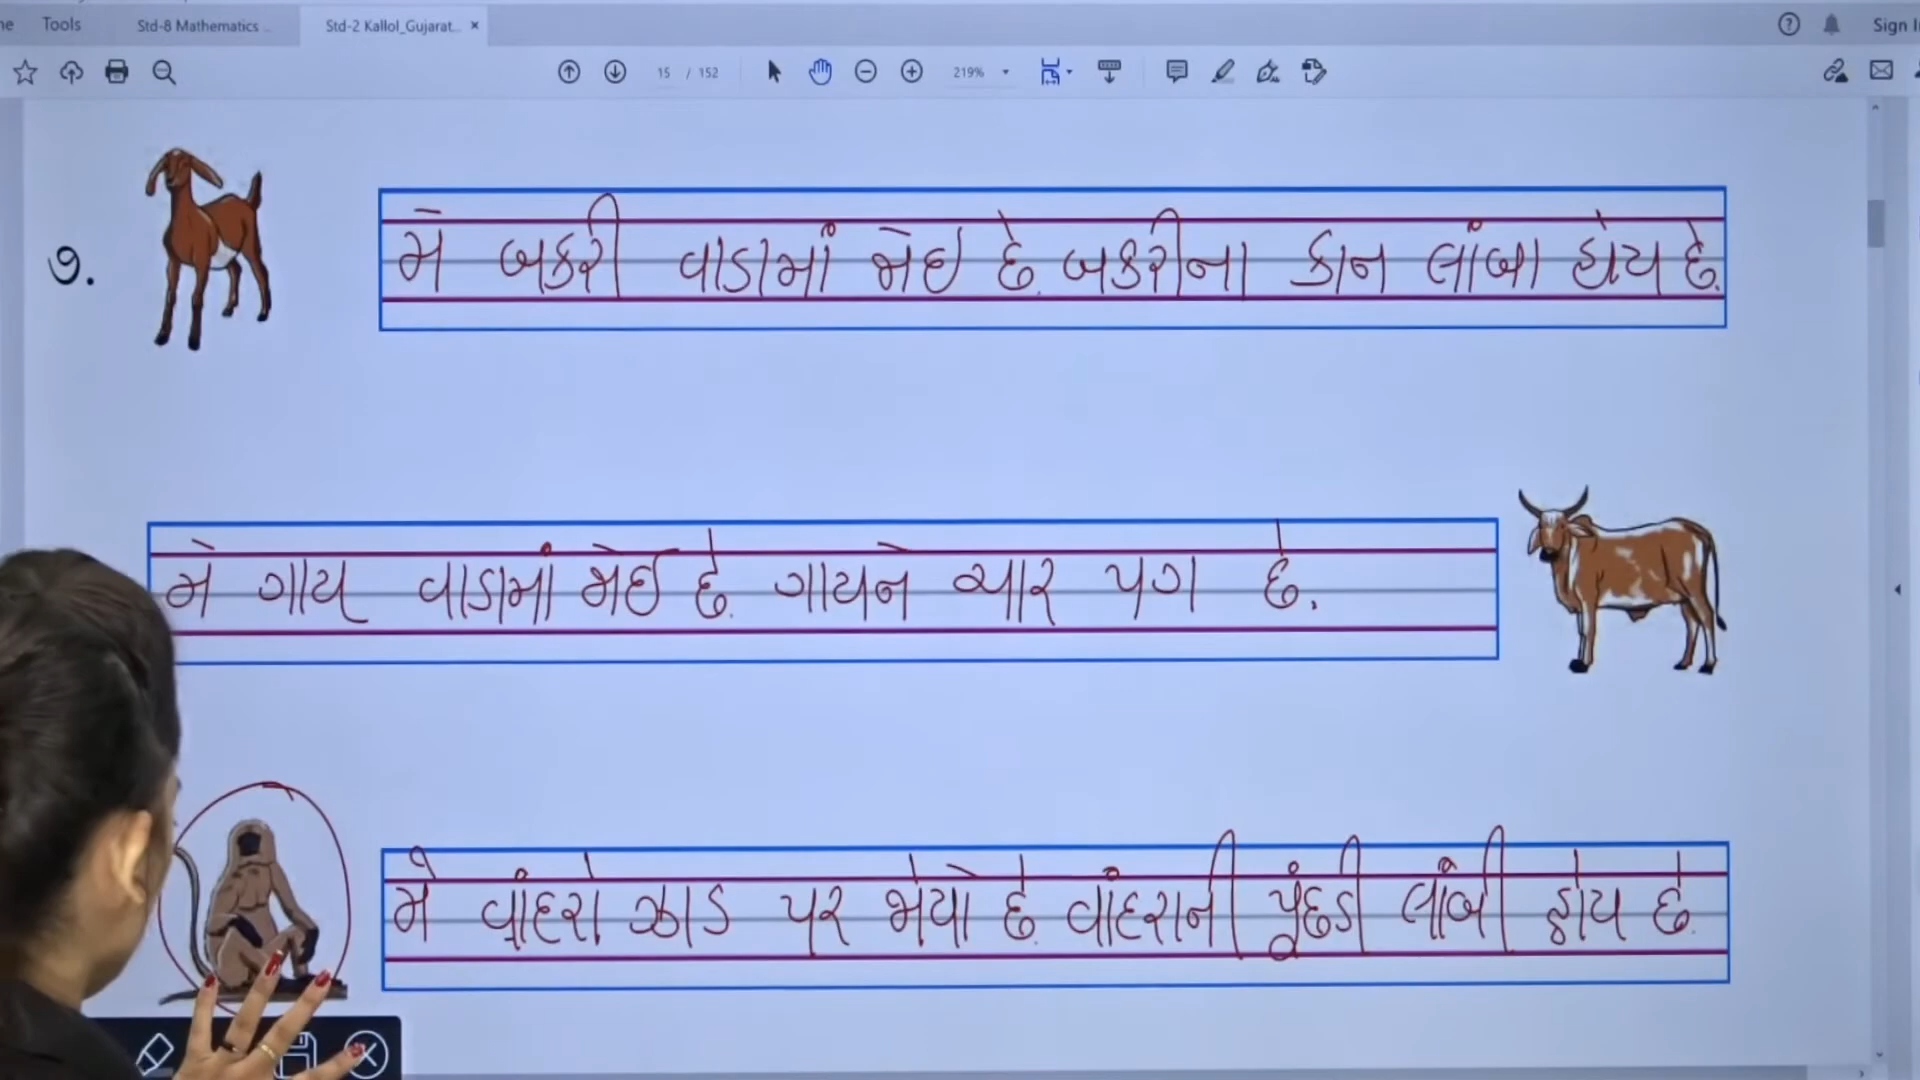 ne Tools Std-8 Mathematics ... Std-2 Kallol_Gujarat... × Sign I
15 / 152 219%
૭. મે બકરી વાડામાં જોઈ છે. બકરીના કાન લાંબા હોય છે.
મે ગાય વાડામાં જોઈ છે. ગાયને ચાર પગ છે.
મેં વાંદરો ઝાડ પર જોયો છે. વાંદરાની પૂંછડી લાંબી હોય છે.